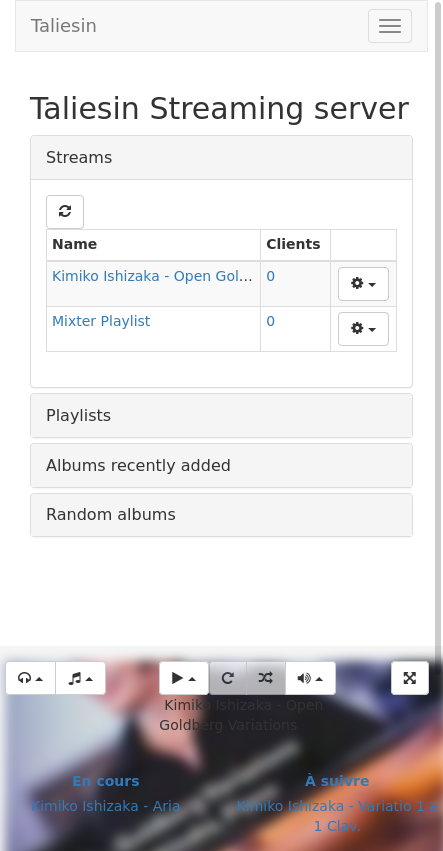 Taliesin
Taliesin Streaming server
Streams
Name Clients
Kimiko Ishizaka - Open Gol... 0
Mixter Playlist 0
Playlists
Albums recently added
Random albums
Kimiko Ishizaka - Open
Goldberg Variations
En cours
À suivre
Kimiko Ishizaka - Aria
Kimiko Ishizaka - Variatio 1 a
1 Clav.